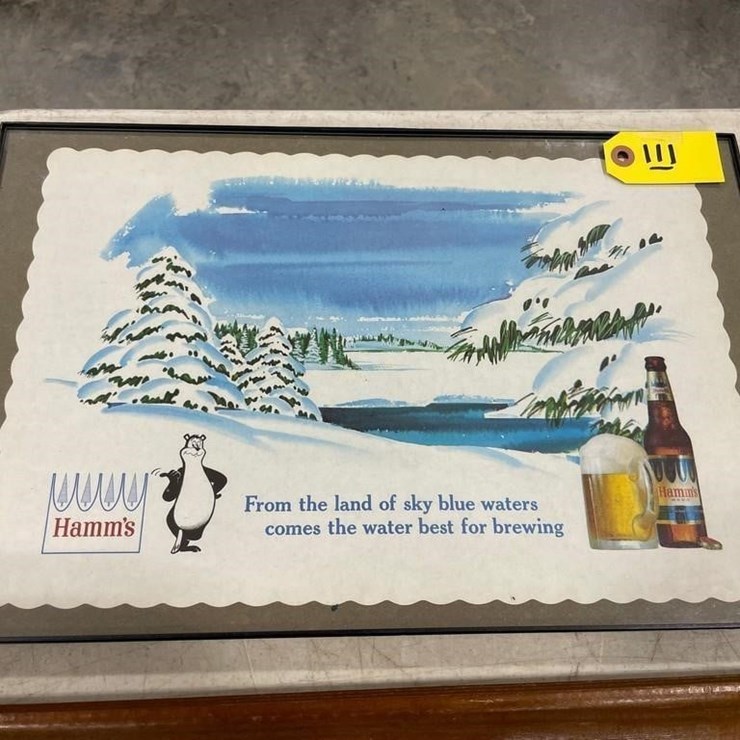 111
Hamm's
From the land of sky blue waters
comes the water best for brewing
Hamm's